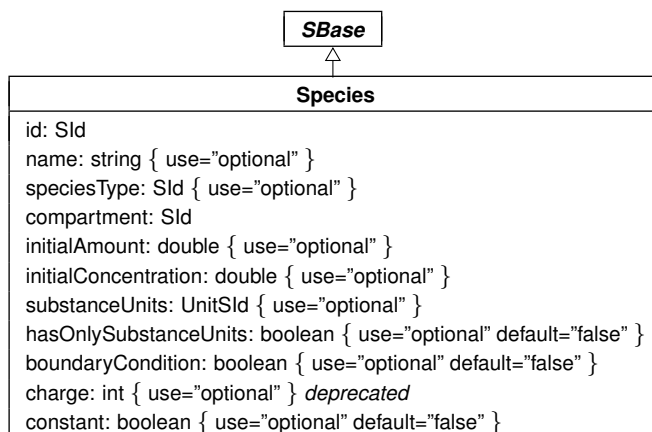 SBase
Species
id: SId
name: string { use=”optional” }
speciesType: SId { use=”optional” }
compartment: SId
initialAmount: double { use=”optional” }
initialConcentration: double { use=”optional” }
substanceUnits: UnitSId { use=”optional” }
hasOnlySubstanceUnits: boolean { use=”optional” default=”false” }
boundaryCondition: boolean { use=”optional” default=”false” }
charge: int { use=”optional” } deprecated
constant: boolean { use=”optional” default=”false” }